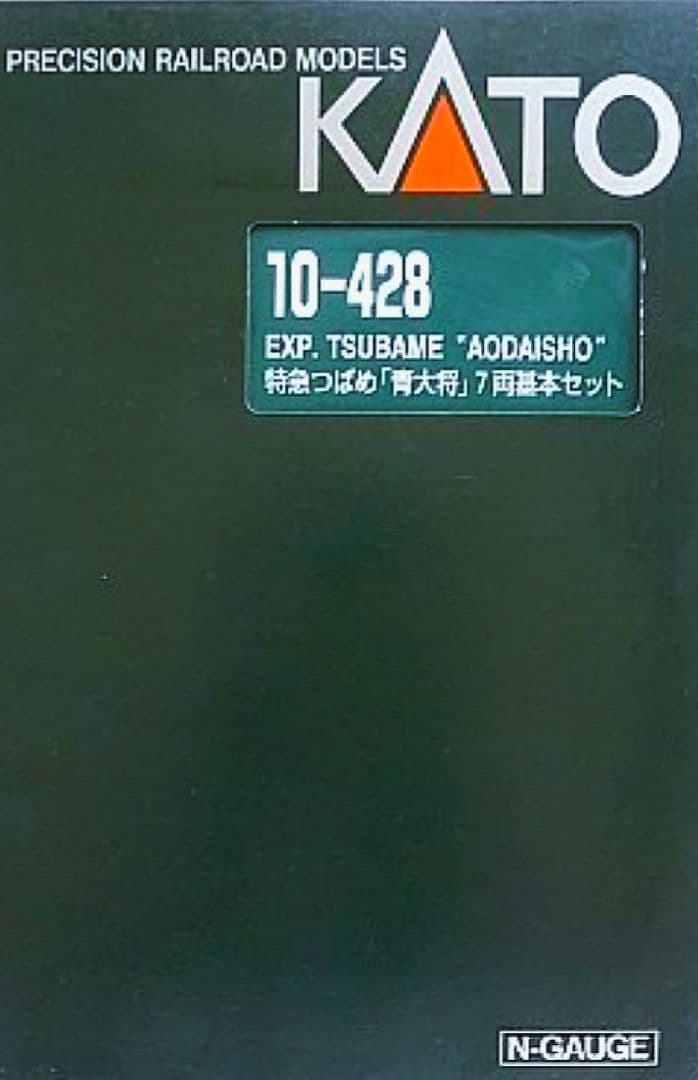 PRECISION RAILROAD MODELS
KATO
10-428
EXP. TSUBAME "AODAISHO"
特急つばめ「青大将」7両基本セット
N-GAUGE